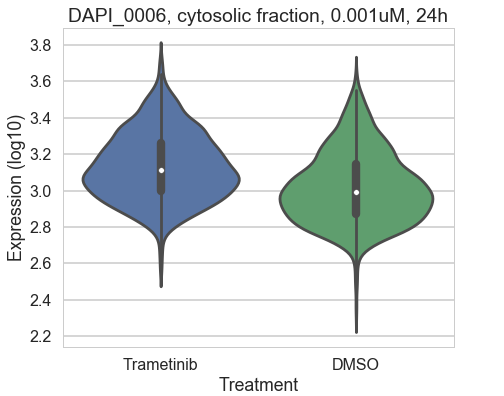 DAPI_0006, cytosolic fraction, 0.001uM, 24h
3.8
3.6
3.4
3.2
3.0
2.8
2.6
2.4
2.2
Expression (log10)
Trametinib
DMSO
Treatment